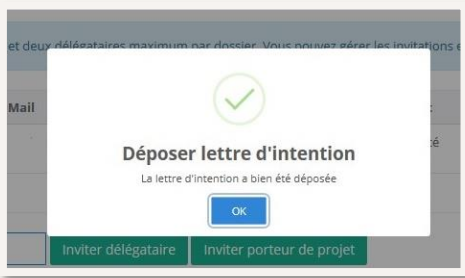 et deux délégataires maximum par dossier. Vous pouvez gérer les invitations e
Mail
Déposer lettre d'intention
La lettre d'intention a bien été déposée
OK
Inviter délégataire Inviter porteur de projet